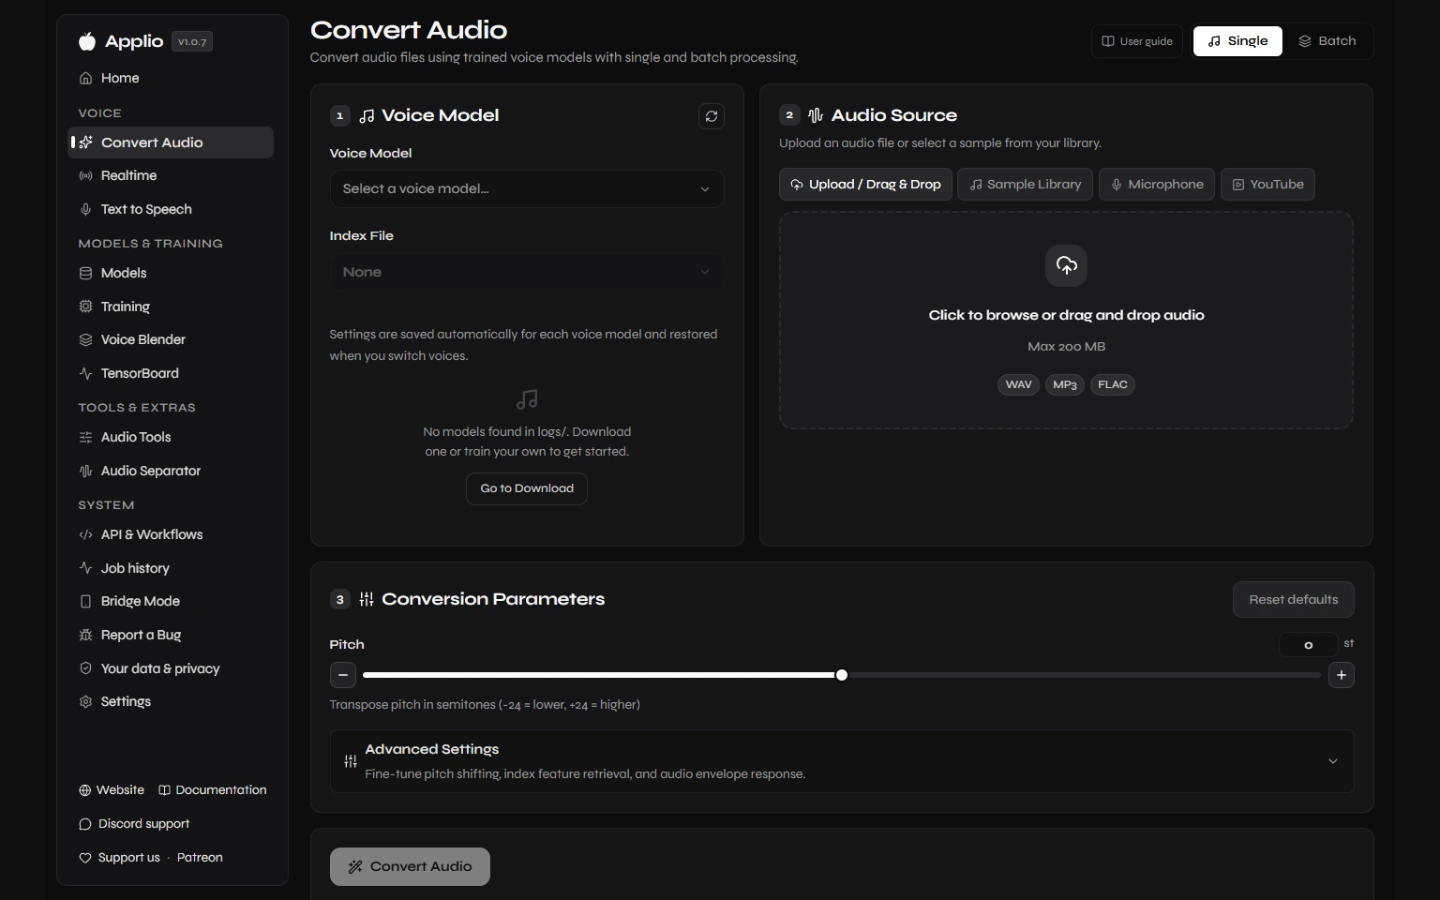 Applio v1.0.7
Home
VOICE
Convert Audio
Realtime
Text to Speech
MODELS & TRAINING
Models
Training
Voice Blender
TensorBoard
TOOLS & EXTRAS
Audio Tools
Audio Separator
SYSTEM
API & Workflows
Job history
Bridge Mode
Report a Bug
Your data & privacy
Settings
Website Documentation
Discord support
Support us · Patreon
Convert Audio
Convert audio files using trained voice models with single and batch processing.
User guide Single Batch
1 Voice Model
Voice Model
Select a voice model...
Index File
None
Settings are saved automatically for each voice model and restored
when you switch voices.
No models found in logs/. Download
one or train your own to get started.
Go to Download
2 Audio Source
Upload an audio file or select a sample from your library.
Upload / Drag & Drop Sample Library Microphone YouTube
Click to browse or drag and drop audio
Max 200 MB
WAV MP3 FLAC
3 Conversion Parameters
Reset defaults
Pitch
0 st
Transpose pitch in semitones (-24 = lower, +24 = higher)
Advanced Settings
Fine-tune pitch shifting, index feature retrieval, and audio envelope response.
Convert Audio